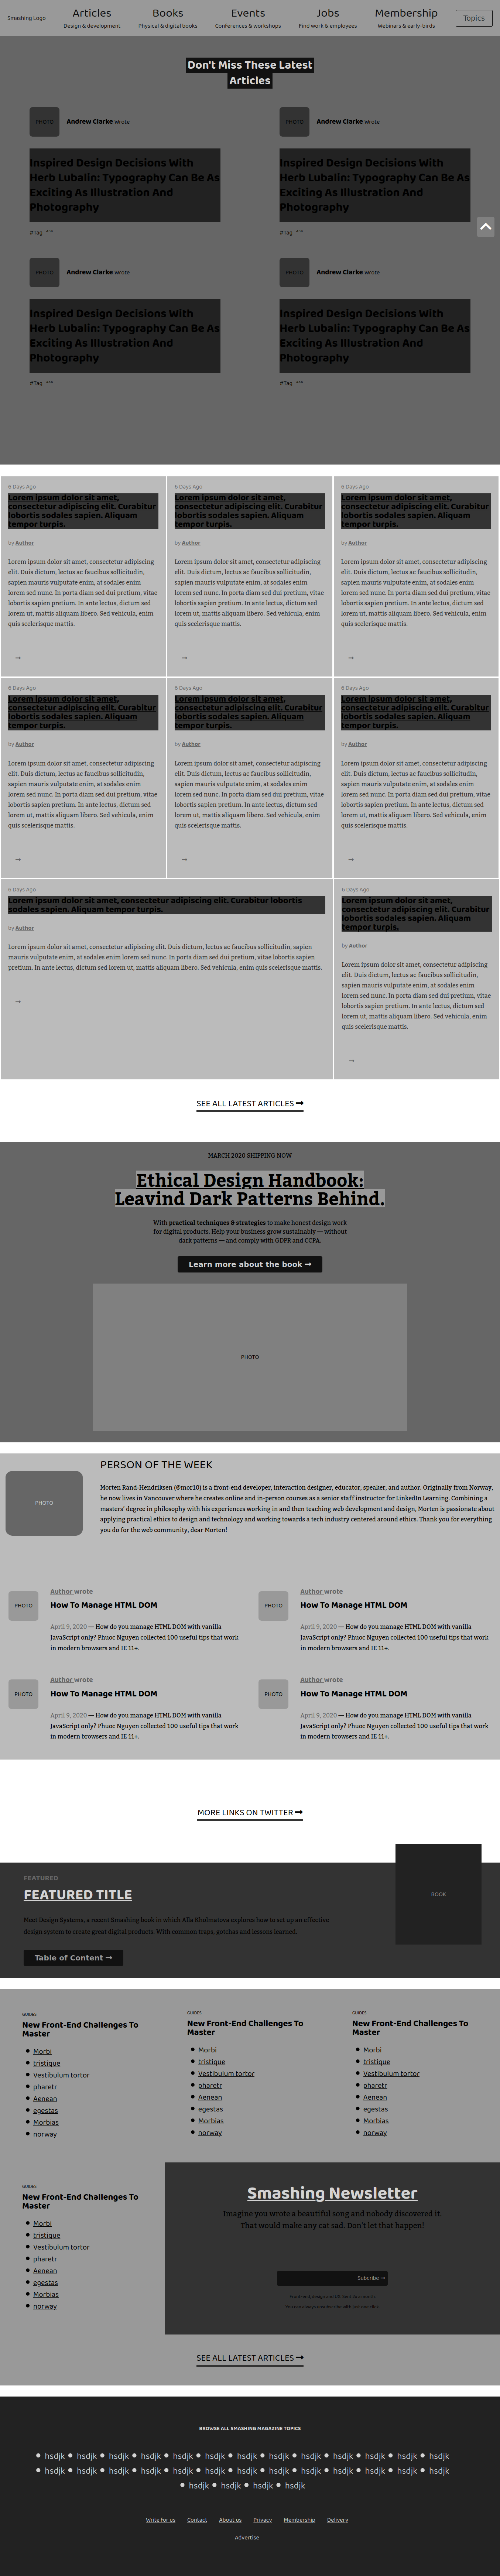 Smashing Logo
Articles
Design & development
Books
Physical & digital books
Events
Conferences & workshops
Jobs
Find work & employees
Membership
Webinars & early-birds
Topics
Don't Miss These Latest
Articles
PHOTO
Andrew Clarke Wrote
Inspired Design Decisions With
Herb Lubalin: Typography Can Be As
Exciting As Illustration And
Photography
#Tag
PHOTO
Andrew Clarke Wrote
Inspired Design Decisions With
Herb Lubalin: Typography Can Be As
Exciting As Illustration And
Photography
#Tag
PHOTO
Andrew Clarke Wrote
Inspired Design Decisions With
Herb Lubalin: Typography Can Be As
Exciting As Illustration And
Photography
#Tag
PHOTO
Andrew Clarke Wrote
Inspired Design Decisions With
Herb Lubalin: Typography Can Be As
Exciting As Illustration And
Photography
#Tag
6 Days Ago
Lorem ipsum dolor sit amet,
consectetur adipiscing elit. Curabitur
lobortis sodales sapien. Aliquam
tempor turpis.
by Author
Lorem ipsum dolor sit amet, consectetur adipiscing
elit. Duis dictum, lectus ac faucibus sollicitudin,
sapien mauris vulputate enim, at sodales enim
lorem sed nunc. In porta diam sed dui pretium, vitae
lobortis sapien pretium. In ante lectus, dictum sed
lorem ut, mattis aliquam libero. Sed vehicula, enim
quis scelerisque mattis.
→
6 Days Ago
Lorem ipsum dolor sit amet,
consectetur adipiscing elit. Curabitur
lobortis sodales sapien. Aliquam
tempor turpis.
by Author
Lorem ipsum dolor sit amet, consectetur adipiscing
elit. Duis dictum, lectus ac faucibus sollicitudin,
sapien mauris vulputate enim, at sodales enim
lorem sed nunc. In porta diam sed dui pretium, vitae
lobortis sapien pretium. In ante lectus, dictum sed
lorem ut, mattis aliquam libero. Sed vehicula, enim
quis scelerisque mattis.
→
6 Days Ago
Lorem ipsum dolor sit amet,
consectetur adipiscing elit. Curabitur
lobortis sodales sapien. Aliquam
tempor turpis.
by Author
Lorem ipsum dolor sit amet, consectetur adipiscing
elit. Duis dictum, lectus ac faucibus sollicitudin,
sapien mauris vulputate enim, at sodales enim
lorem sed nunc. In porta diam sed dui pretium, vitae
lobortis sapien pretium. In ante lectus, dictum sed
lorem ut, mattis aliquam libero. Sed vehicula, enim
quis scelerisque mattis.
→
6 Days Ago
Lorem ipsum dolor sit amet,
consectetur adipiscing elit. Curabitur
lobortis sodales sapien. Aliquam
tempor turpis.
by Author
Lorem ipsum dolor sit amet, consectetur adipiscing
elit. Duis dictum, lectus ac faucibus sollicitudin,
sapien mauris vulputate enim, at sodales enim
lorem sed nunc. In porta diam sed dui pretium, vitae
lobortis sapien pretium. In ante lectus, dictum sed
lorem ut, mattis aliquam libero. Sed vehicula, enim
quis scelerisque mattis.
→
6 Days Ago
Lorem ipsum dolor sit amet,
consectetur adipiscing elit. Curabitur
lobortis sodales sapien. Aliquam
tempor turpis.
by Author
Lorem ipsum dolor sit amet, consectetur adipiscing
elit. Duis dictum, lectus ac faucibus sollicitudin,
sapien mauris vulputate enim, at sodales enim
lorem sed nunc. In porta diam sed dui pretium, vitae
lobortis sapien pretium. In ante lectus, dictum sed
lorem ut, mattis aliquam libero. Sed vehicula, enim
quis scelerisque mattis.
→
6 Days Ago
Lorem ipsum dolor sit amet,
consectetur adipiscing elit. Curabitur
lobortis sodales sapien. Aliquam
tempor turpis.
by Author
Lorem ipsum dolor sit amet, consectetur adipiscing
elit. Duis dictum, lectus ac faucibus sollicitudin,
sapien mauris vulputate enim, at sodales enim
lorem sed nunc. In porta diam sed dui pretium, vitae
lobortis sapien pretium. In ante lectus, dictum sed
lorem ut, mattis aliquam libero. Sed vehicula, enim
quis scelerisque mattis.
→
6 Days Ago
Lorem ipsum dolor sit amet, consectetur adipiscing elit. Curabitur lobortis
sodales sapien. Aliquam tempor turpis.
by Author
Lorem ipsum dolor sit amet, consectetur adipiscing elit. Duis dictum, lectus ac faucibus sollicitudin, sapien
mauris vulputate enim, at sodales enim lorem sed nunc. In porta diam sed dui pretium, vitae lobortis sapien
pretium. In ante lectus, dictum sed lorem ut, mattis aliquam libero. Sed vehicula, enim quis scelerisque mattis.
→
6 Days Ago
Lorem ipsum dolor sit amet,
consectetur adipiscing elit. Curabitur
lobortis sodales sapien. Aliquam
tempor turpis.
by Author
Lorem ipsum dolor sit amet, consectetur adipiscing
elit. Duis dictum, lectus ac faucibus sollicitudin,
sapien mauris vulputate enim, at sodales enim
lorem sed nunc. In porta diam sed dui pretium, vitae
lobortis sapien pretium. In ante lectus, dictum sed
lorem ut, mattis aliquam libero. Sed vehicula, enim
quis scelerisque mattis.
→
SEE ALL LATEST ARTICLES →
MARCH 2020 SHIPPING NOW
Ethical Design Handbook:
Leavind Dark Patterns Behind.
With practical techniques & strategies to make honest design work
for digital products. Help your business grow sustainably — without
dark patterns — and comply with GDPR and CCPA.
Learn more about the book →
PHOTO
PERSON OF THE WEEK
PHOTO
Morten Rand-Hendriksen (@mor10) is a front-end developer, interaction designer, educator, speaker, and author. Originally from Norway,
he now lives in Vancouver where he creates online and in-person courses as a senior staff instructor for LinkedIn Learning. Combining a
masters' degree in philosophy with his experiences working in and then teaching web development and design, Morten is passionate about
applying practical ethics to design and technology and working towards a tech industry centered around ethics. Thank you for everything
you do for the web community, dear Morten!
PHOTO
Author wrote
How To Manage HTML DOM
April 9, 2020 — How do you manage HTML DOM with vanilla
JavaScript only? Phuoc Nguyen collected 100 useful tips that work
in modern browsers and IE 11+.
PHOTO
Author wrote
How To Manage HTML DOM
April 9, 2020 — How do you manage HTML DOM with vanilla
JavaScript only? Phuoc Nguyen collected 100 useful tips that work
in modern browsers and IE 11+.
PHOTO
Author wrote
How To Manage HTML DOM
April 9, 2020 — How do you manage HTML DOM with vanilla
JavaScript only? Phuoc Nguyen collected 100 useful tips that work
in modern browsers and IE 11+.
PHOTO
Author wrote
How To Manage HTML DOM
April 9, 2020 — How do you manage HTML DOM with vanilla
JavaScript only? Phuoc Nguyen collected 100 useful tips that work
in modern browsers and IE 11+.
MORE LINKS ON TWITTER →
FEATURED
FEATURED TITLE
Meet Design Systems, a recent Smashing book in which Alla Kholmatova explores how to set up an effective
design system to create great digital products. With common traps, gotchas and lessons learned.
Table of Content →
BOOK
GUIDES
New Front-End Challenges To
Master
Morbi
tristique
Vestibulum tortor
pharetr
Aenean
egestas
Morbias
norway
GUIDES
New Front-End Challenges To
Master
Morbi
tristique
Vestibulum tortor
pharetr
Aenean
egestas
Morbias
norway
GUIDES
New Front-End Challenges To
Master
Morbi
tristique
Vestibulum tortor
pharetr
Aenean
egestas
Morbias
norway
GUIDES
New Front-End Challenges To
Master
Morbi
tristique
Vestibulum tortor
pharetr
Aenean
egestas
Morbias
norway
Smashing Newsletter
Imagine you wrote a beautiful song and nobody discovered it.
That would make any cat sad. Don't let that happen!
Subcribe →
SEE ALL LATEST ARTICLES →
BROWSE ALL SMASHING MAGAZINE TOPICS
hsdjk hsdjk hsdjk hsdjk hsdjk hsdjk hsdjk hsdjk hsdjk hsdjk hsdjk hsdjk hsdjk
hsdjk hsdjk hsdjk hsdjk hsdjk hsdjk hsdjk hsdjk hsdjk hsdjk hsdjk hsdjk hsdjk
hsdjk hsdjk hsdjk hsdjk
Write for us Contact About us Privacy Membership Delivery
Advertise